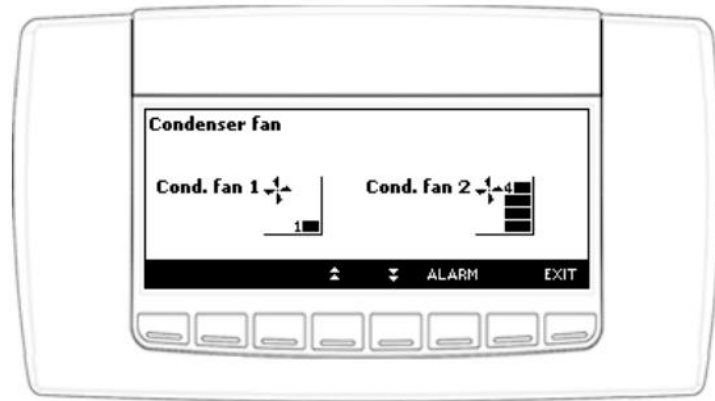 Condenser fan
Cond. fan 1
Cond. fan 2
4
1
ALARM EXIT